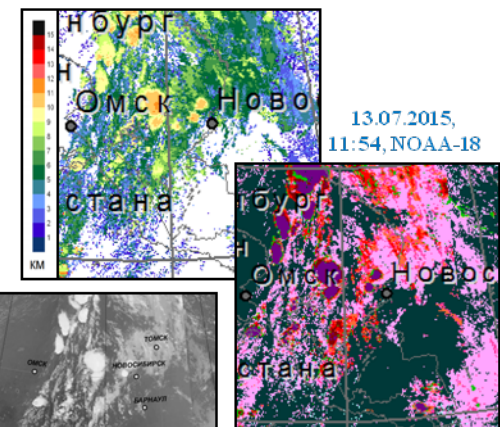 нбург
15
14
13
12
11
10
9
8
7
6
5
4
3
2
1
КМ
н
Омск Ново
стана
13.07.2015,
11:54, NOAA-18
нбург
н
Омск Новос
стана
ТОМСК
ОМСК
НОВОСИБИРСК
БАРНАУЛ